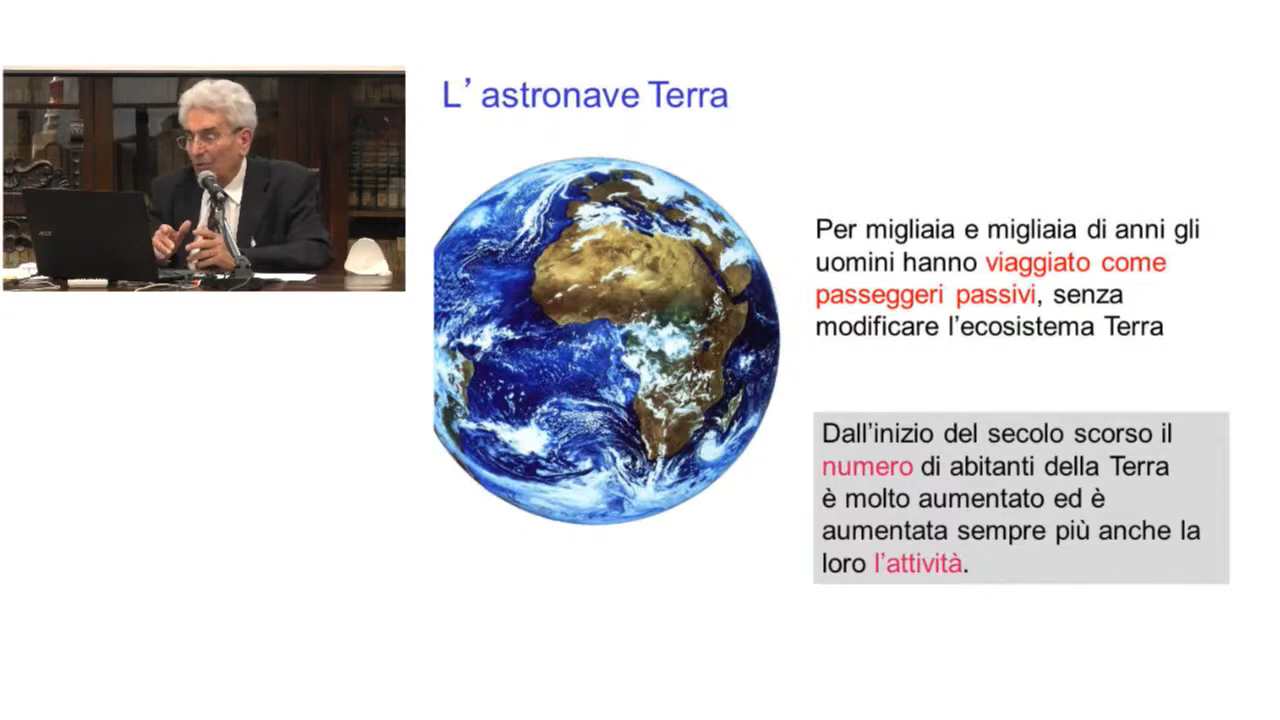 L’ astronave Terra
Per migliaia e migliaia di anni gli
uomini hanno viaggiato come
passeggeri passivi, senza
modificare l’ecosistema Terra
Dall’inizio del secolo scorso il
numero di abitanti della Terra
è molto aumentato ed è
aumentata sempre più anche la
loro l’attività.
acer